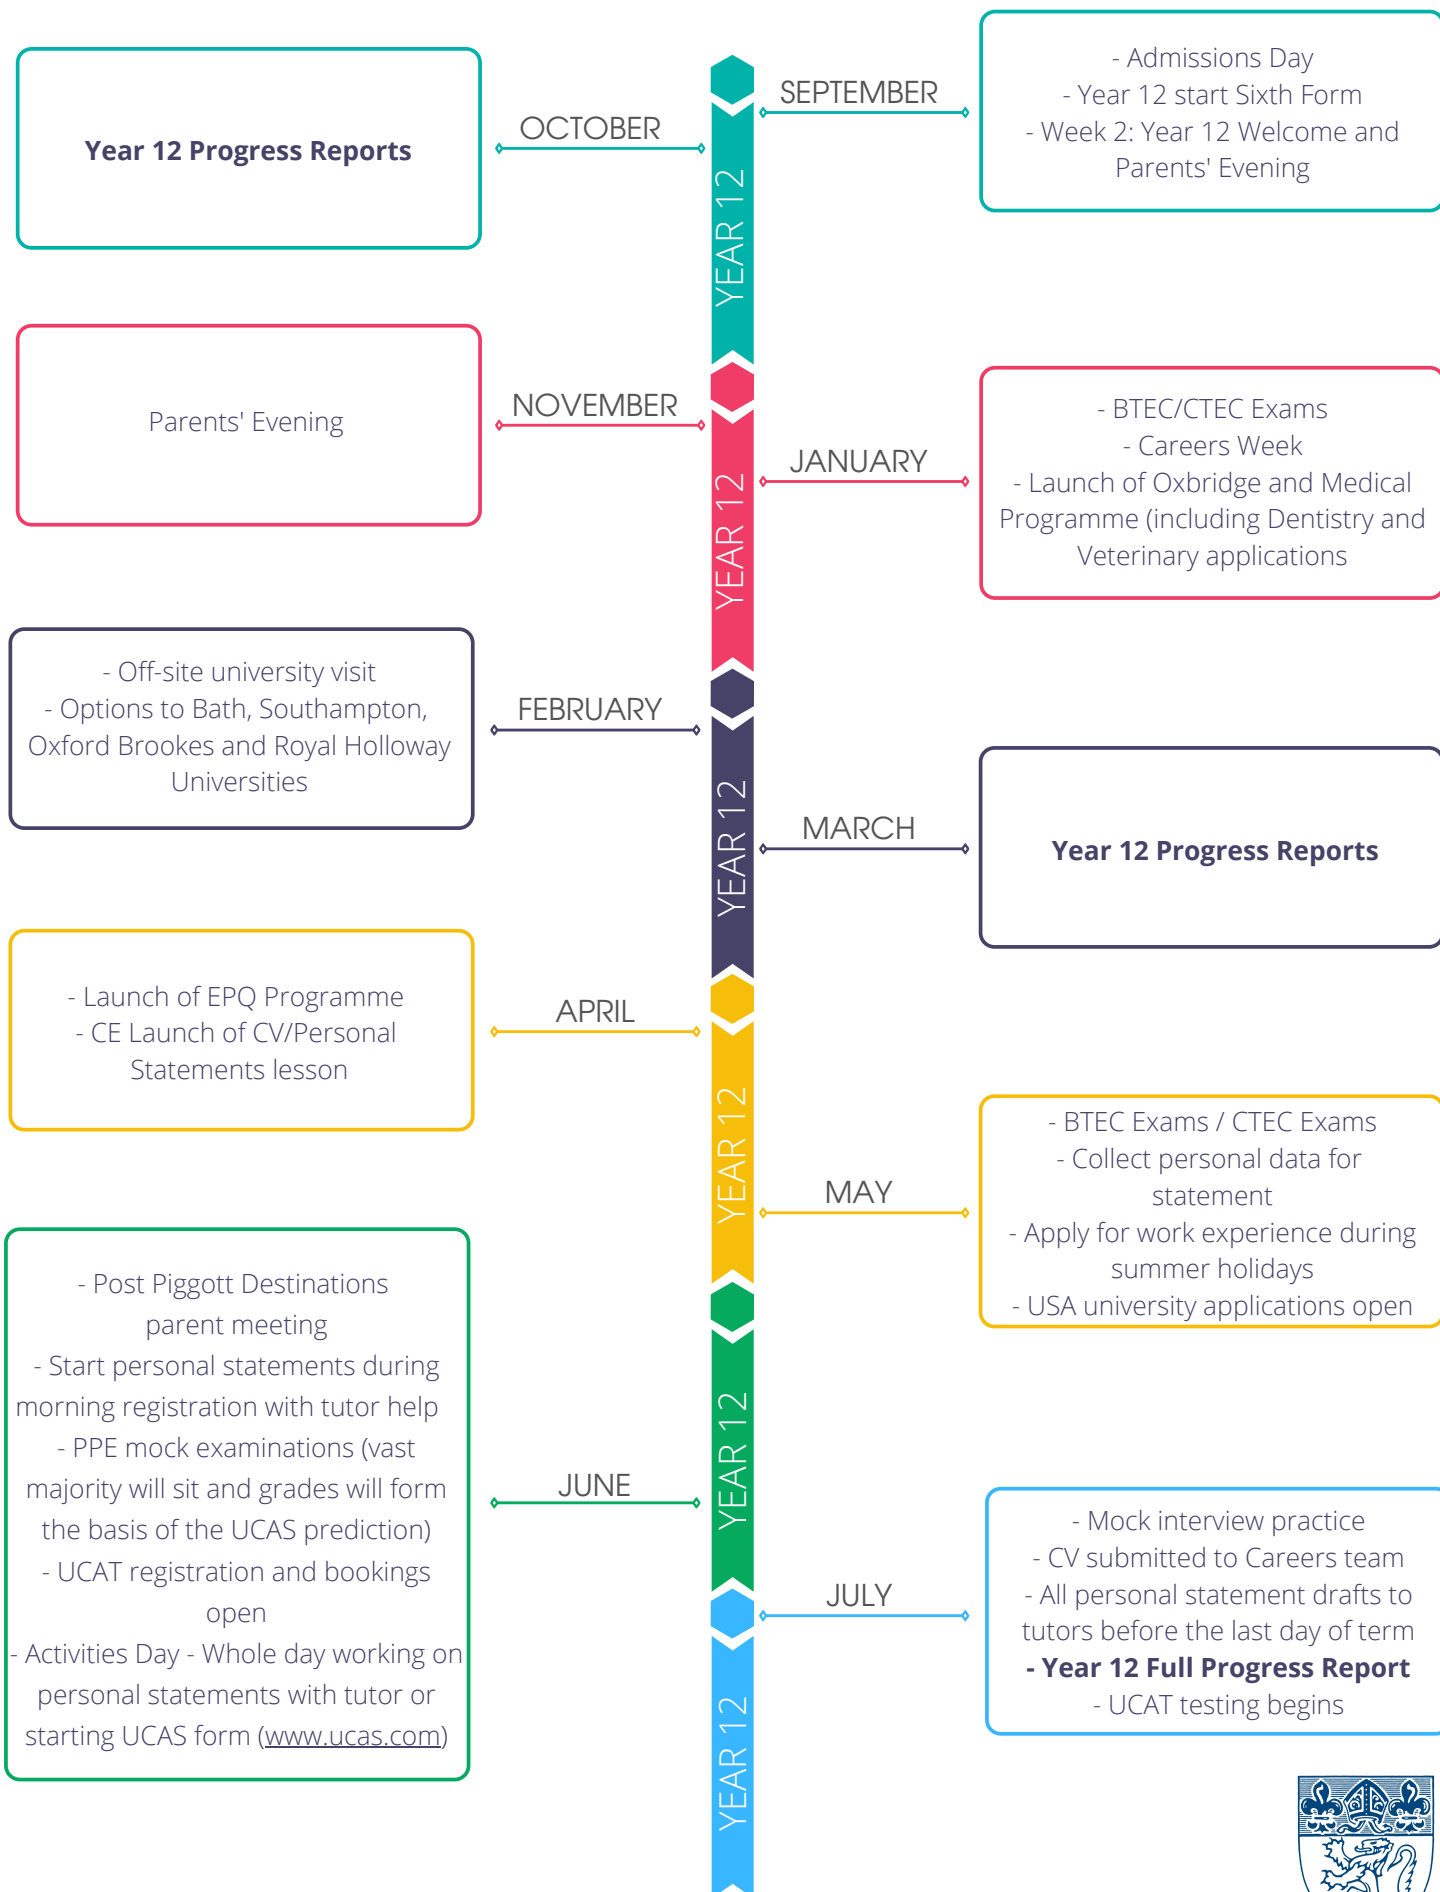 SEPTEMBER
- Admissions Day
- Year 12 start Sixth Form
- Week 2: Year 12 Welcome and
Parents' Evening
OCTOBER
Year 12 Progress Reports
YEAR 12
NOVEMBER
Parents' Evening
JANUARY
- BTEC/CTEC Exams
- Careers Week
- Launch of Oxbridge and Medical
Programme (including Dentistry and
Veterinary applications
YEAR 12
FEBRUARY
- Off-site university visit
- Options to Bath, Southampton,
Oxford Brookes and Royal Holloway
Universities
MARCH
Year 12 Progress Reports
YEAR 12
APRIL
- Launch of EPQ Programme
- CE Launch of CV/Personal
Statements lesson
MAY
- BTEC Exams / CTEC Exams
- Collect personal data for
statement
- Apply for work experience during
summer holidays
- USA university applications open
YEAR 12
JUNE
- Post Piggott Destinations
parent meeting
- Start personal statements during
morning registration with tutor help
- PPE mock examinations (vast
majority will sit and grades will form
the basis of the UCAS prediction)
- UCAT registration and bookings
open
- Activities Day - Whole day working on
personal statements with tutor or
starting UCAS form (www.ucas.com)
YEAR 12
JULY
- Mock interview practice
- CV submitted to Careers team
- All personal statement drafts to
tutors before the last day of term
- Year 12 Full Progress Report
- UCAT testing begins
YEAR 12